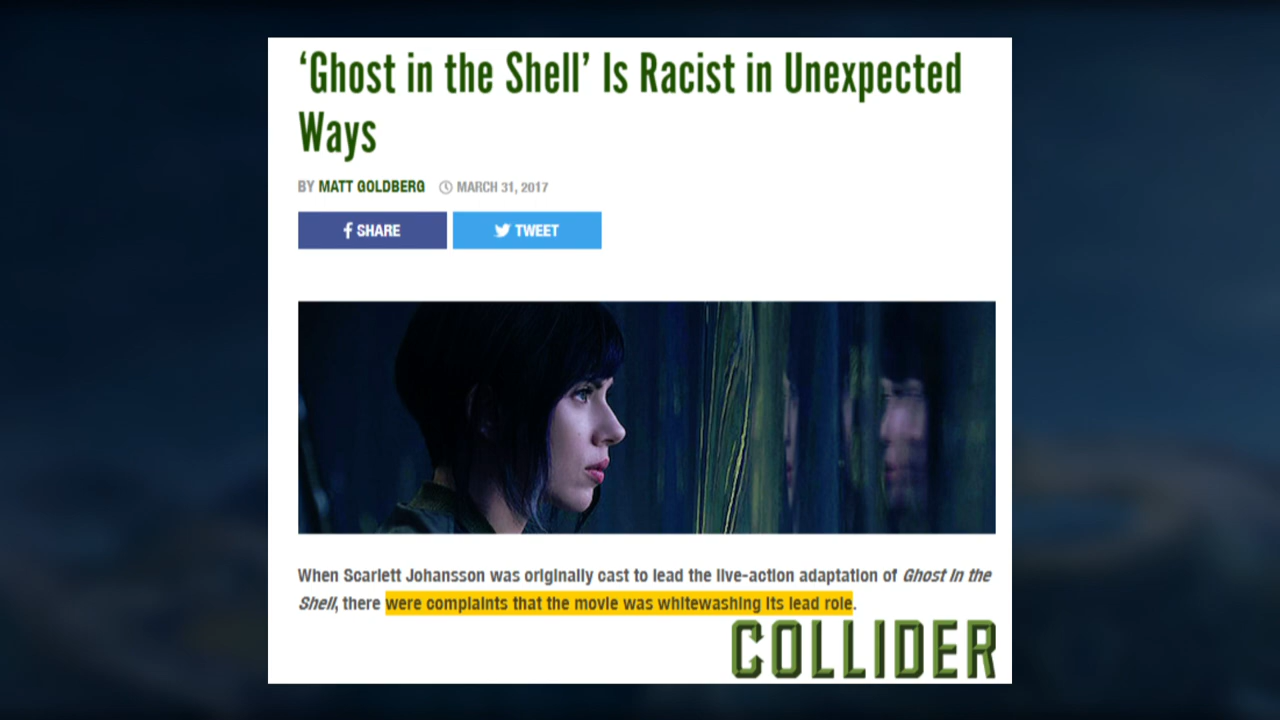 ‘Ghost in the Shell’ Is Racist in Unexpected
Ways
BY MATT GOLDBERG MARCH 31, 2017
SHARE TWEET
When Scarlett Johansson was originally cast to lead the live-action adaptation of Ghost in the
Shell, there were complaints that the movie was whitewashing its lead role.
COLLIDER